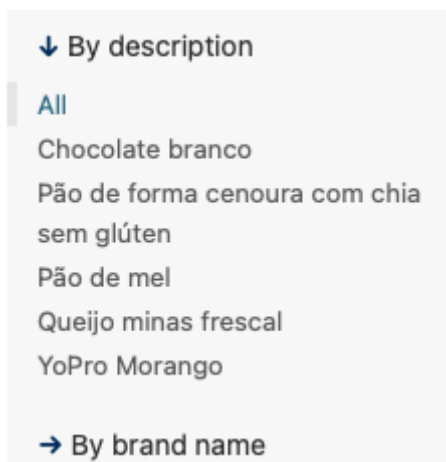 ↓ By description
All
Chocolate branco
Pão de forma cenoura com chia
sem glúten
Pão de mel
Queijo minas frescal
YoPro Morango
→ By brand name